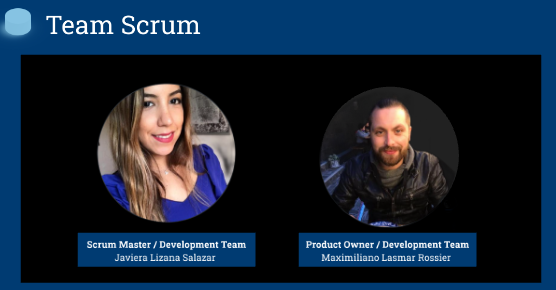 Team Scrum
Scrum Master / Development Team
Javiera Lizana Salazar
Product Owner / Development Team
Maximiliano Lasmar Rossier